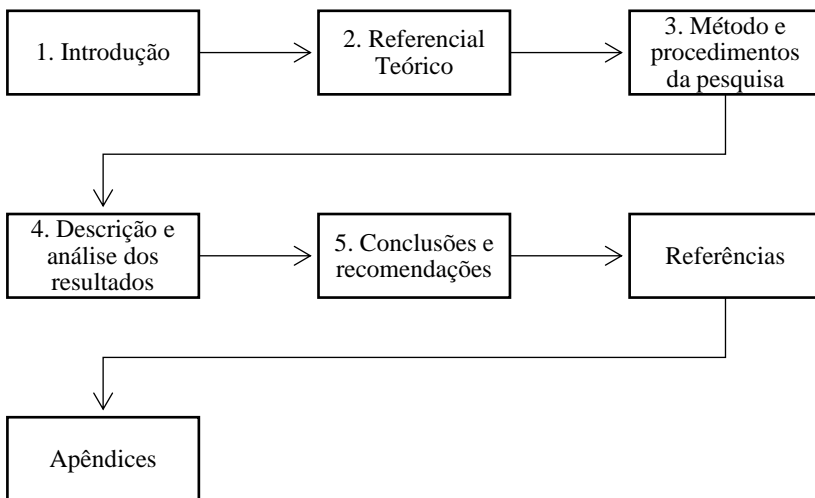 1. Introdução
2. Referencial
Teórico
3. Método e
procedimentos
da pesquisa
4. Descrição e
análise dos
resultados
5. Conclusões e
recomendações
Referências
Apêndices